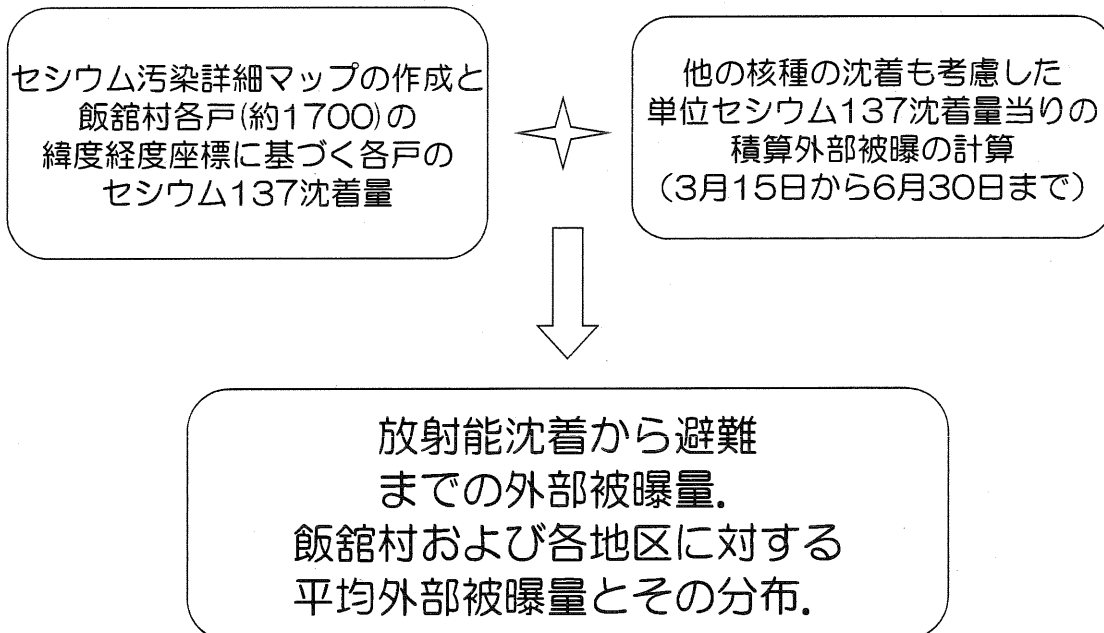 セシウム汚染詳細マップの作成と
飯舘村各戸(約1700)の
緯度経度座標に基づく各戸の
セシウム137沈着量
他の核種の沈着も考慮した
単位セシウム137沈着量当りの
積算外部被曝の計算
(3月15日から6月30日まで)
放射能沈着から避難
までの外部被曝量.
飯舘村および各地区に対する
平均外部被曝量とその分布.